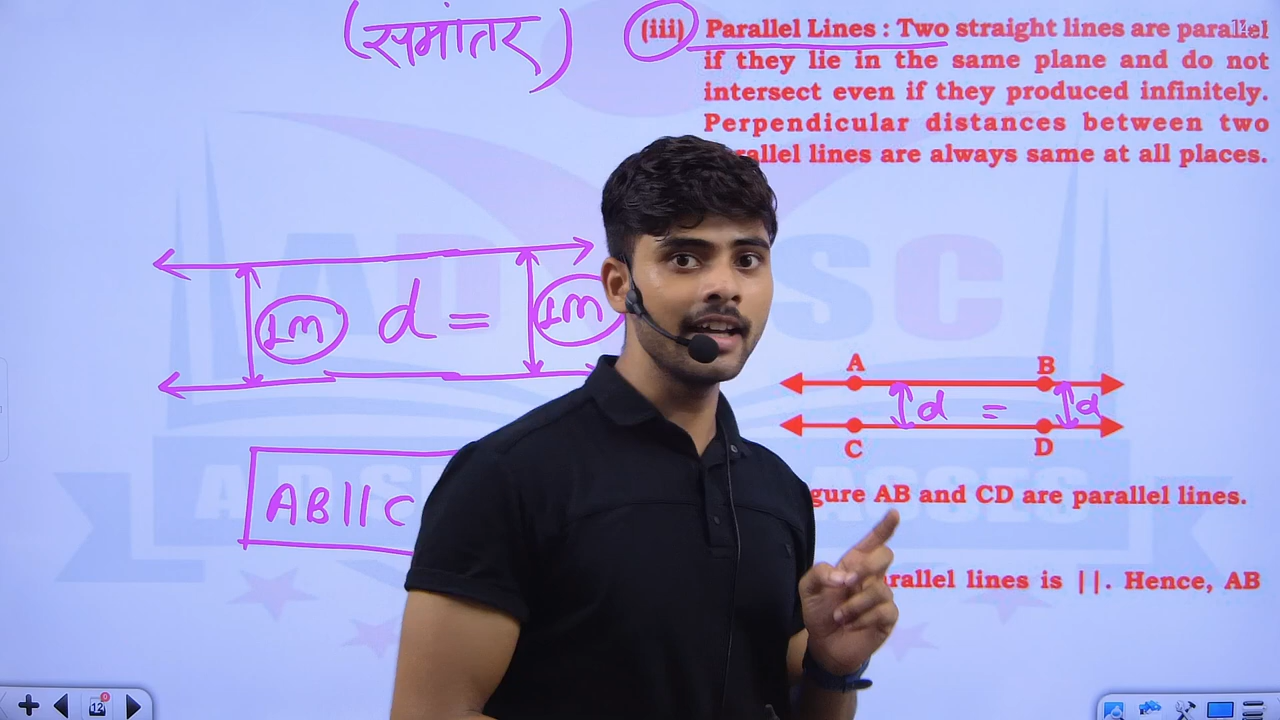 (समांतर)
(iii) Parallel Lines : Two straight lines are parallel
if they lie in the same plane and do not
intersect even if they produced infinitely.
Perpendicular distances between two
rallel lines are always same at all places.
1m d = 1m
A B
d = d
C D
AB || C
gure AB and CD are parallel lines.
rallel lines is ||. Hence, AB
12